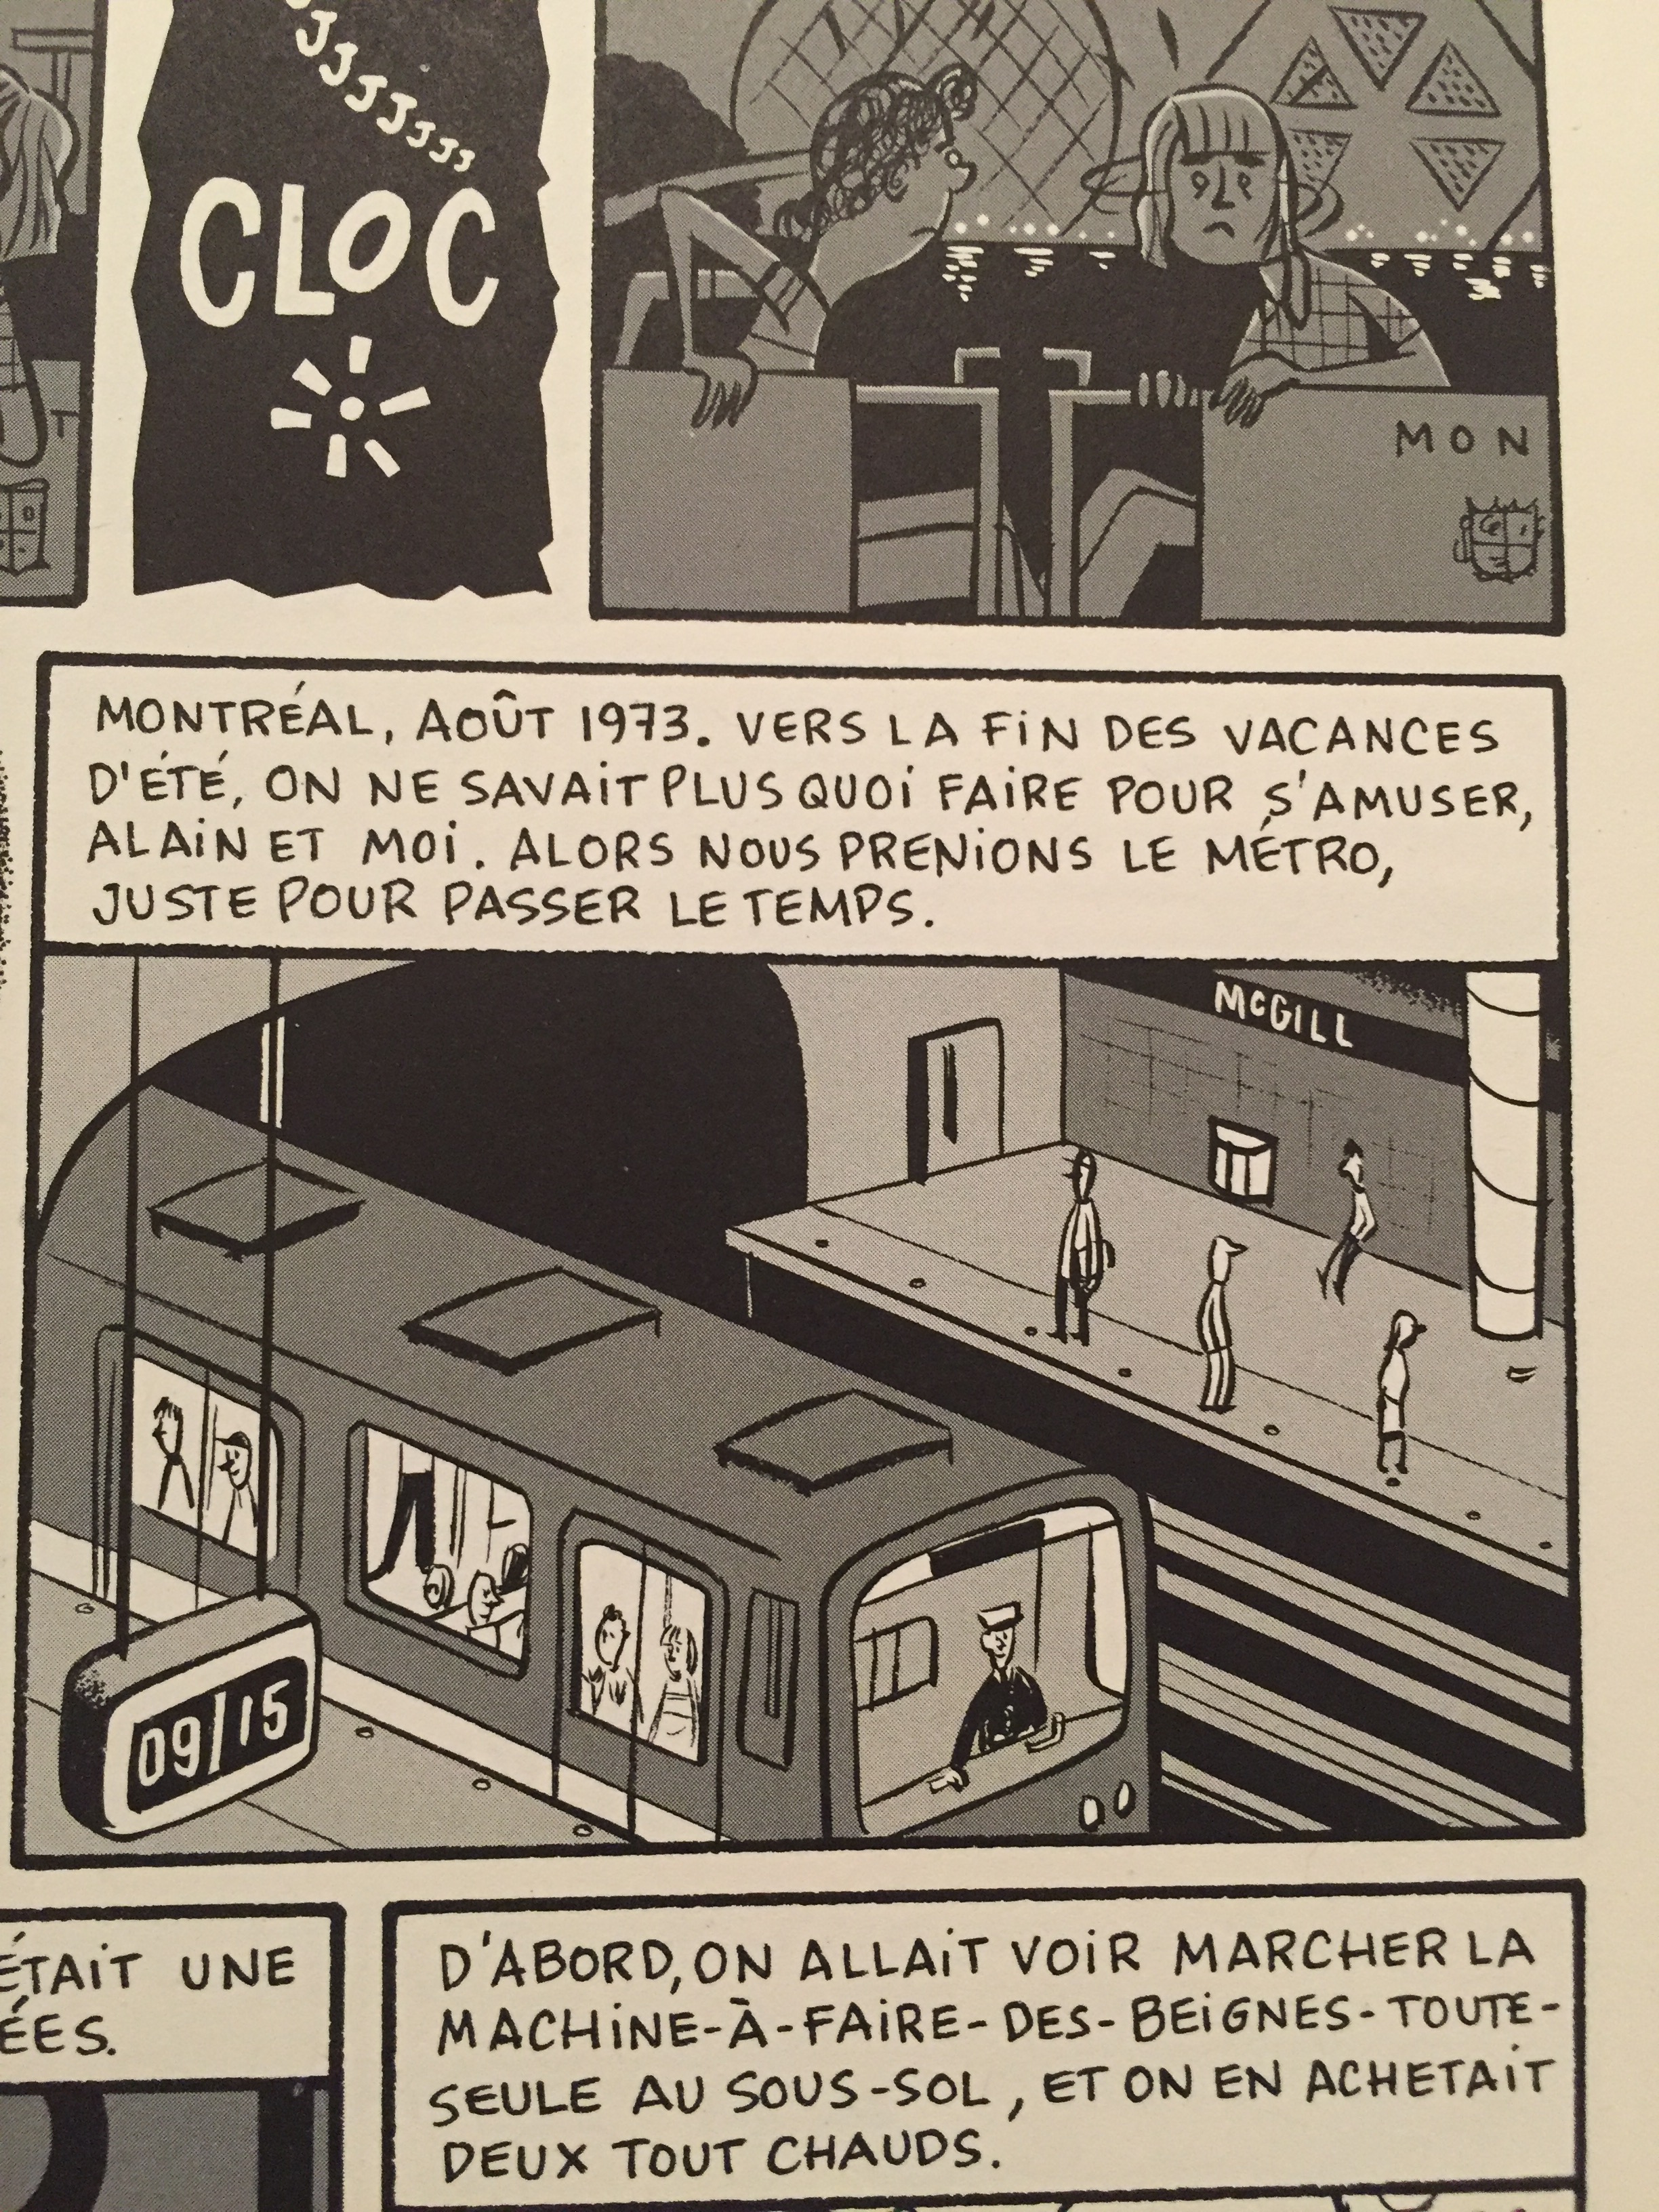 JJJJJJJJ
CLOC
MON
MONTRÉAL, AOÛT 1973. VERS LA FIN DES VACANCES
D'ÉTÉ, ON NE SAVAIT PLUS QUOI FAIRE POUR S'AMUSER,
ALAIN ET MOI. ALORS NOUS PRENIONS LE MÉTRO,
JUSTE POUR PASSER LE TEMPS.
McGILL
09/15
ÉTAIT UNE
ÉES.
D'ABORD, ON ALLAIT VOIR MARCHER LA
MACHINE-À-FAIRE-DES-BEIGNES-TOUTE-
SEULE AU SOUS-SOL, ET ON EN ACHETAIT
DEUX TOUT CHAUDS.